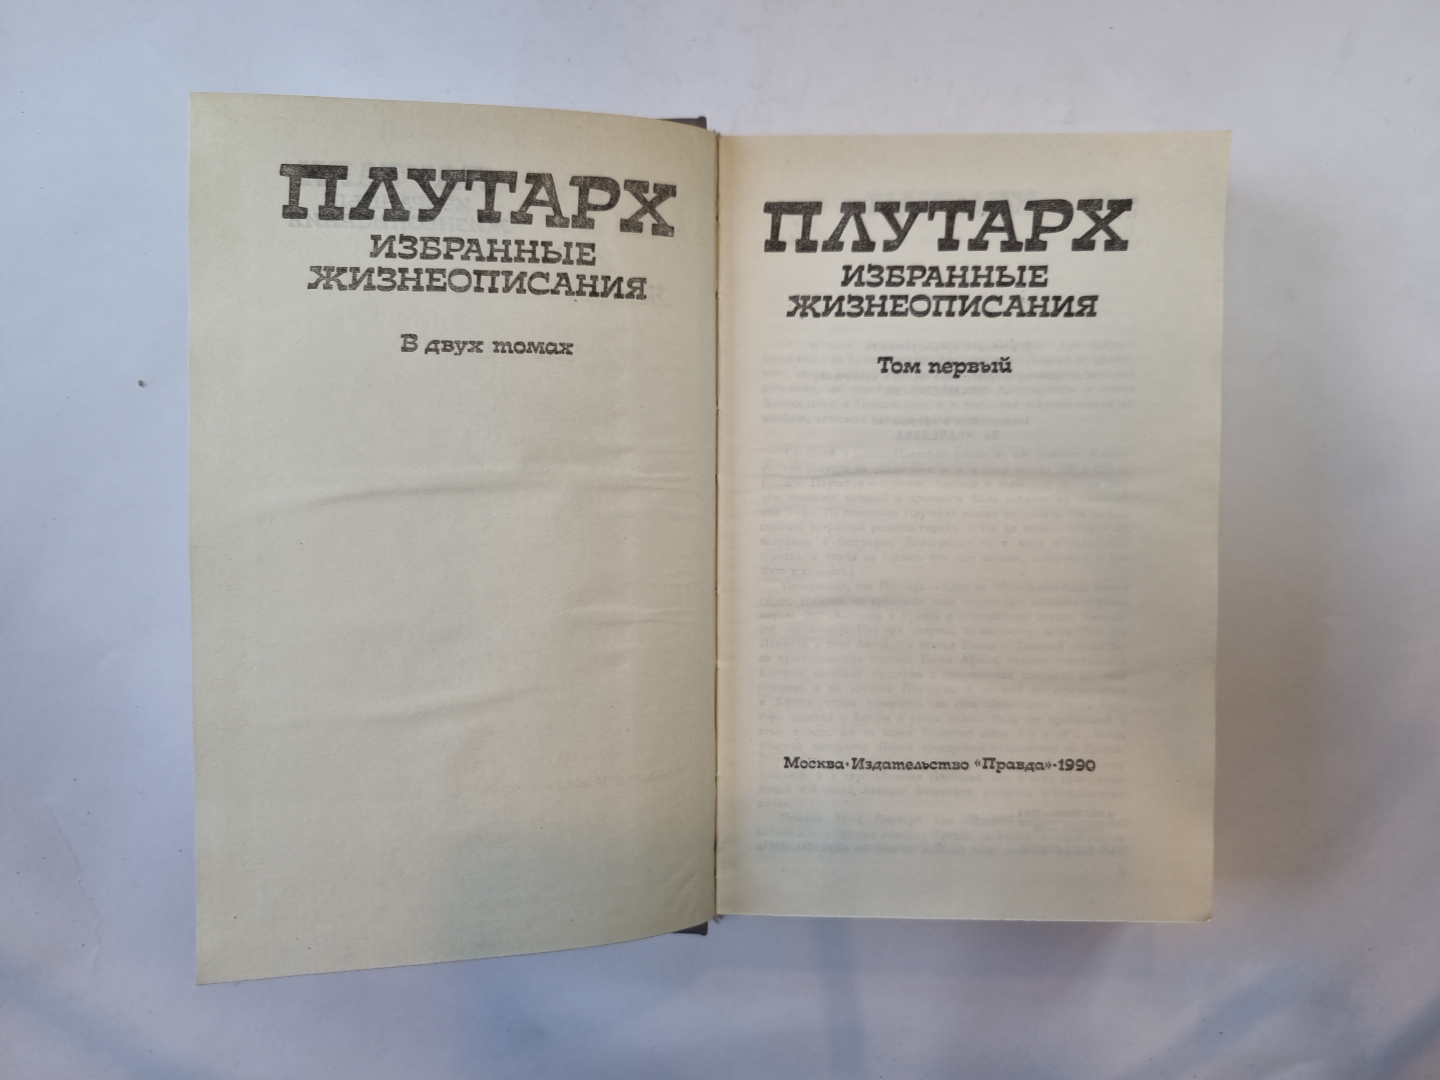 ПЛУТАРХ
ИЗБРАННЫЕ
ЖИЗНЕОПИСАНИЯ
В двух томах
ПЛУТАРХ
ИЗБРАННЫЕ
ЖИЗНЕОПИСАНИЯ
Том первый
Москва·Издательство «Правда»·1990